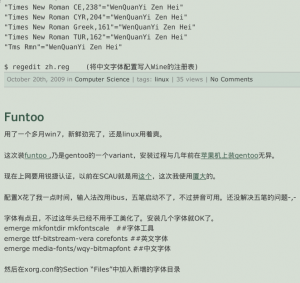 "Times New Roman CE,238"="WenQuanYi Zen Hei"
"Times New Roman CYR,204"="WenQuanYi Zen Hei"
"Times New Roman Greek,161"="WenQuanYi Zen Hei"
"Times New Roman TUR,162"="WenQuanYi Zen Hei"
"Tms Rmn"="WenQuanYi Zen Hei"
$ regedit zh.reg (将中文字体配置写入Wine的注册表)
October 20th, 2009 in Computer Science | tags: linux | 35 views | No Comments
Funtoo
用了一个多月win7，新鲜劲完了，还是linux用着爽。
这次装funtoo ,乃是gentoo的一个variant，安装过程与几年前在苹果机上装gentoo无异。
现在上网要用锐捷认证，以前在SCAU就是用这个，这次我使用重大的。
配置X花了我一点时间，输入法改用ibus，五笔启动不了，不过拼音可用。还没解决五笔的问题-,-
字体有点丑，不过这年头已经不用手工美化了。安装几个字体就OK了。
emerge mkfontdir mkfontscale ##字体工具
emerge ttf-bitstream-vera corefonts ##英文字体
emerge media-fonts/wqy-bitmapfont ##中文字体
然后在xorg.conf的Section "Files"中加入新增的字体目录